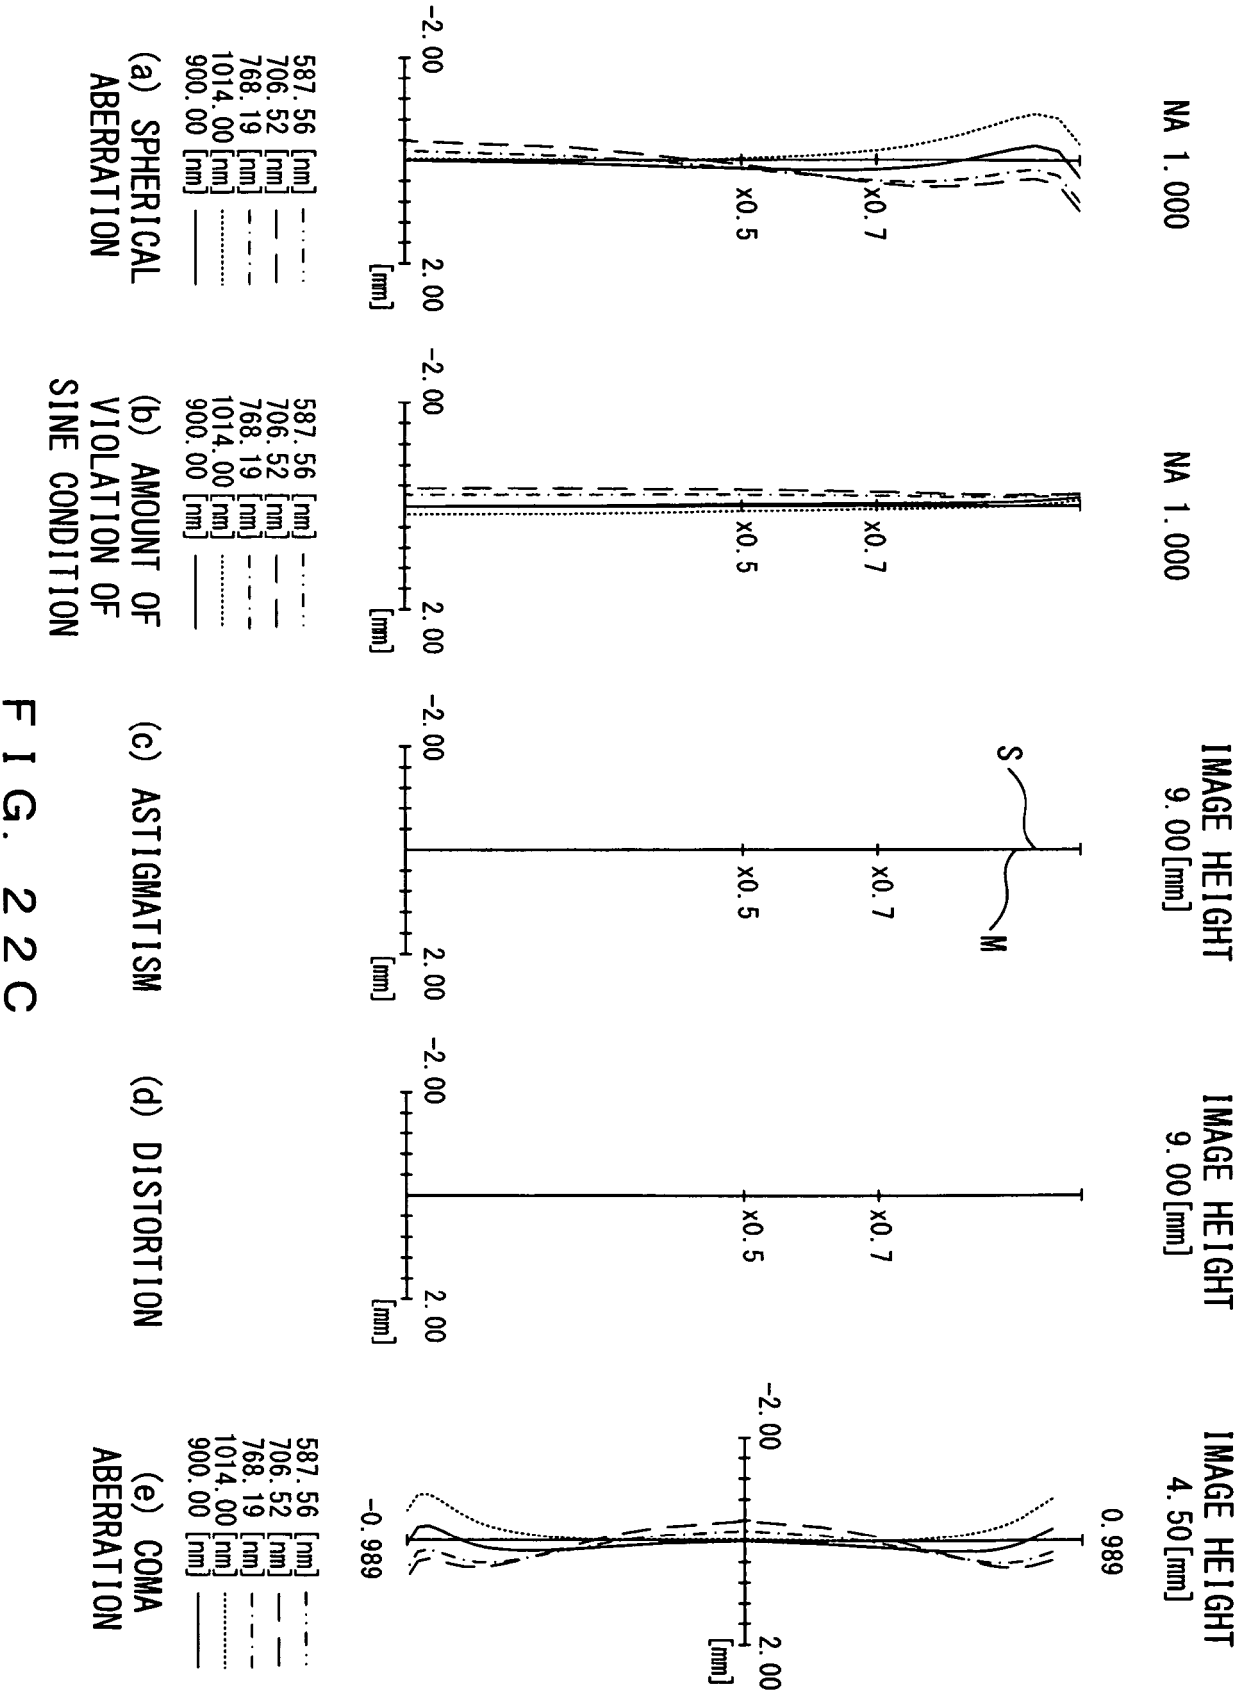 NA 1.000
-2.00
2.00
[mm]
x0.5
x0.7
587.56 [nm]
706.52 [nm]
768.19 [nm]
1014.00 [nm]
900.00 [nm]
(a) SPHERICAL
ABERRATION
NA 1.000
-2.00
2.00
[mm]
x0.5
x0.7
587.56 [nm]
706.52 [nm]
768.19 [nm]
1014.00 [nm]
900.00 [nm]
(b) AMOUNT OF
VIOLATION OF
SINE CONDITION
IMAGE HEIGHT
9.00[mm]
S
M
-2.00
2.00
[mm]
x0.5
x0.7
(c) ASTIGMATISM
IMAGE HEIGHT
9.00[mm]
-2.00
2.00
[mm]
x0.5
x0.7
(d) DISTORTION
IMAGE HEIGHT
4.50[mm]
0.989
-2.00
2.00
[mm]
-0.989
587.56 [nm]
706.52 [nm]
768.19 [nm]
1014.00 [nm]
900.00 [nm]
(e) COMA
ABERRATION
FIG. 22C